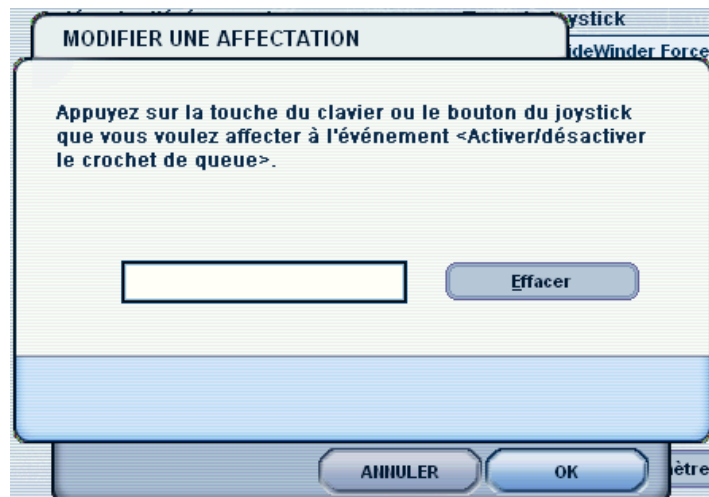 ystick
MODIFIER UNE AFFECTATION
ideWinder Force
Appuyez sur la touche du clavier ou le bouton du joystick
que vous voulez affecter à l'événement <Activer/désactiver
le crochet de queue>.
Effacer
ANNULER
OK
ètre